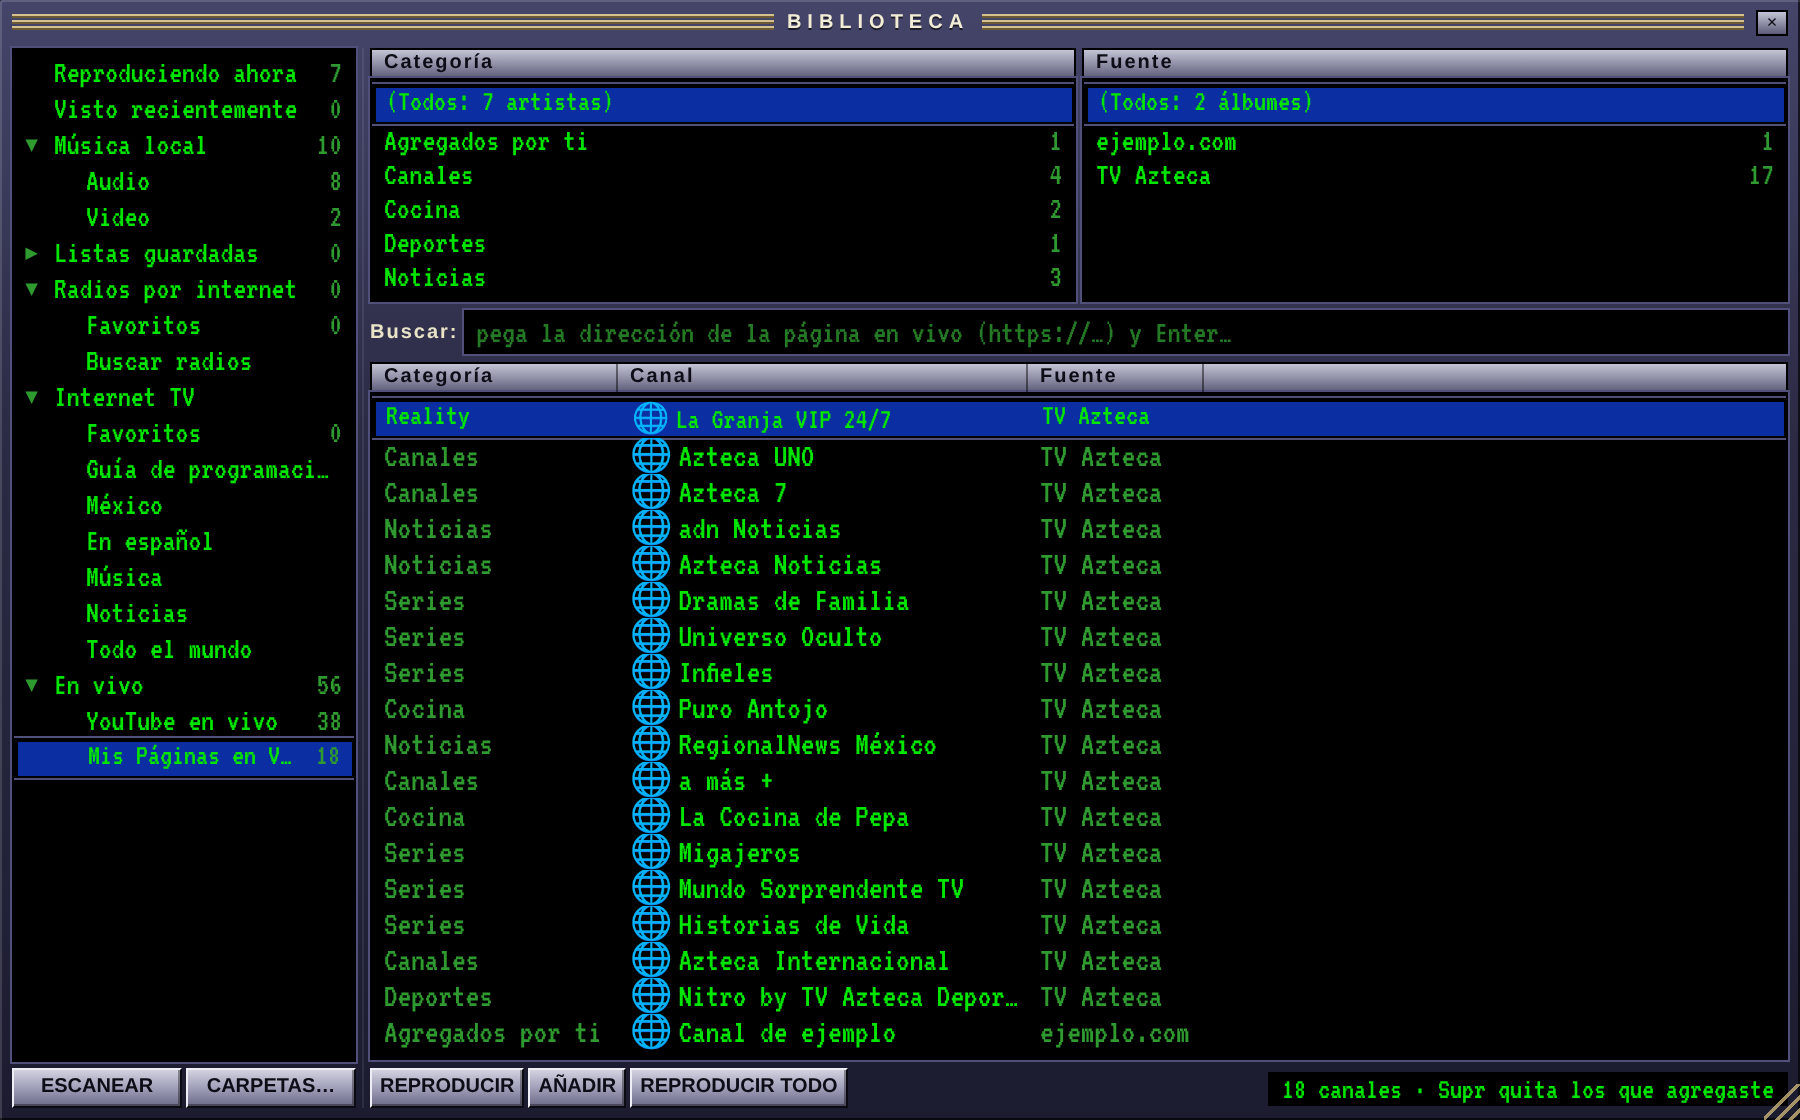 BIBLIOTECA
×
Reproduciendo ahora 7
Visto recientemente 0
▼ Música local 10
Audio 8
Video 2
▶ Listas guardadas 0
▼ Radios por internet 0
Favoritos 0
Buscar radios
▼ Internet TV
Favoritos 0
Guía de programaci…
México
En español
Música
Noticias
Todo el mundo
▼ En vivo 56
YouTube en vivo 38
Mis Páginas en V… 18
Categoría
(Todos: 7 artistas)
Agregados por ti 1
Canales 4
Cocina 2
Deportes 1
Noticias 3
Fuente
(Todos: 2 álbumes)
ejemplo.com 1
TV Azteca 17
Buscar: pega la dirección de la página en vivo (https://…) y Enter…
Categoría Canal Fuente
Reality La Granja VIP 24/7 TV Azteca
Canales Azteca UNO TV Azteca
Canales Azteca 7 TV Azteca
Noticias adn Noticias TV Azteca
Noticias Azteca Noticias TV Azteca
Series Dramas de Familia TV Azteca
Series Universo Oculto TV Azteca
Series Infieles TV Azteca
Cocina Puro Antojo TV Azteca
Noticias RegionalNews México TV Azteca
Canales a más + TV Azteca
Cocina La Cocina de Pepa TV Azteca
Series Migajeros TV Azteca
Series Mundo Sorprendente TV TV Azteca
Series Historias de Vida TV Azteca
Canales Azteca Internacional TV Azteca
Deportes Nitro by TV Azteca Depor… TV Azteca
Agregados por ti Canal de ejemplo ejemplo.com
ESCANEAR CARPETAS… REPRODUCIR AÑADIR REPRODUCIR TODO 18 canales · Supr quita los que agregaste